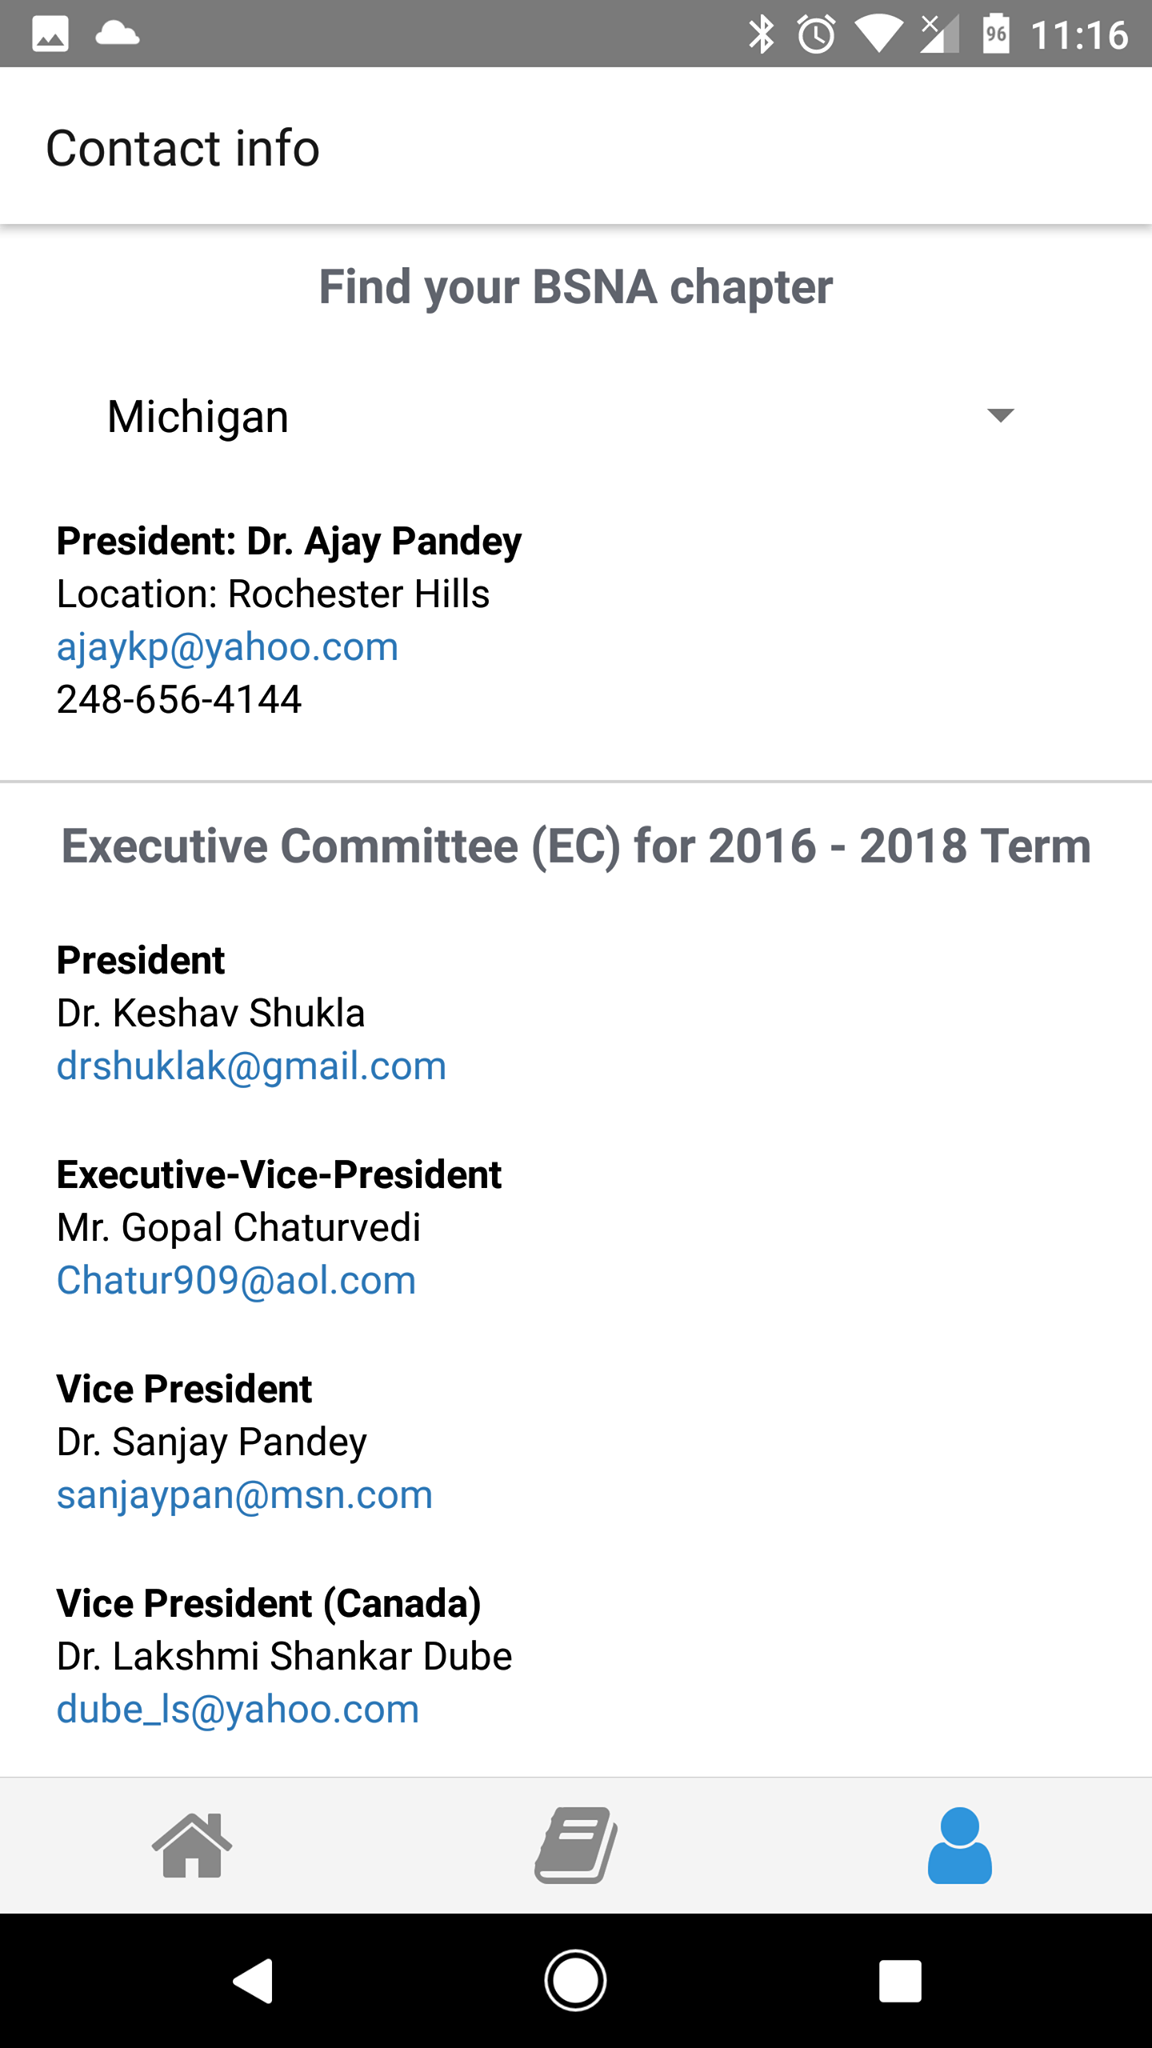 96 11:16
Contact info
Find your BSNA chapter
Michigan
President: Dr. Ajay Pandey
Location: Rochester Hills
ajaykp@yahoo.com
248-656-4144
Executive Committee (EC) for 2016 - 2018 Term
President
Dr. Keshav Shukla
drshuklak@gmail.com
Executive-Vice-President
Mr. Gopal Chaturvedi
Chatur909@aol.com
Vice President
Dr. Sanjay Pandey
sanjaypan@msn.com
Vice President (Canada)
Dr. Lakshmi Shankar Dube
dube_ls@yahoo.com